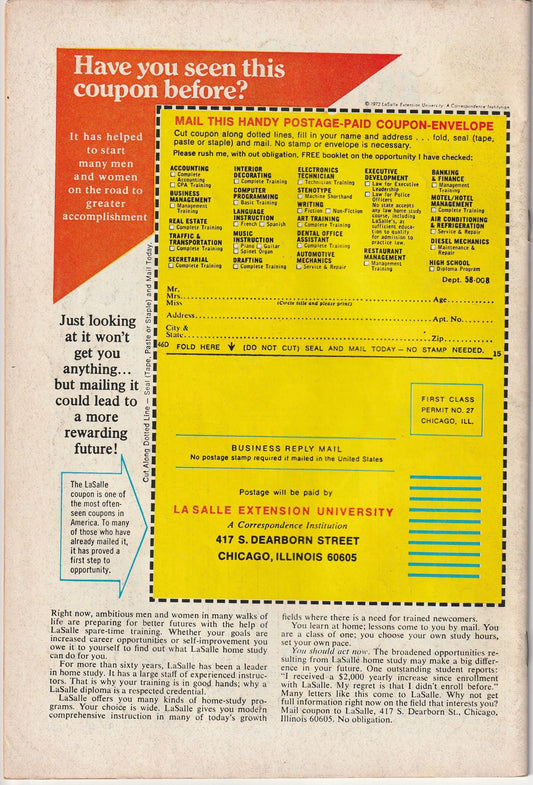 Have you seen this
coupon before?
It has helped
to start
many men
and women
on the road to
greater
accomplishment
Just looking
at it won't
get you
anything...
but mailing it
could lead to
a more
rewarding
future!
The LaSalle
coupon is one of
the most often-
seen coupons in
America. To many
of those who have
already mailed it,
it has proved a
first step to
opportunity.
© 1972 LaSalle Extension University A Correspondence Institution
MAIL THIS HANDY POSTAGE-PAID COUPON-ENVELOPE
Cut coupon along dotted lines, fill in your name and address . . . fold, seal (tape,
paste or staple) and mail. No stamp or envelope is necessary.
Please rush me, with out obligation, FREE booklet on the opportunity I have checked:
ACCOUNTING
Complete
Accounting
CPA Training
BUSINESS
MANAGEMENT
Management
Training
REAL ESTATE
Complete Training
TRAFFIC &
TRANSPORTATION
Complete Training
SECRETARIAL
Complete Training
INTERIOR
DECORATING
Complete Training
COMPUTER
PROGRAMMING
Basic Training
LANGUAGE
INSTRUCTION
French Spanish
MUSIC
INSTRUCTION
Piano Guitar
Spinet Organ
DRAFTING
Complete Training
ELECTRONICS
TECHNICIAN
Technician Training
STENOTYPE
Machine Shorthand
WRITING
Fiction Non-Fiction
ART TRAINING
Complete Training
DENTAL OFFICE
ASSISTANT
Complete Training
AUTOMOTIVE
MECHANICS
Service & Repair
EXECUTIVE
DEVELOPMENT
Law for Executive
Leadership
Law for Police
Officers
No state accepts
any law home study
course, including
LaSalle's, as
sufficient educa-
tion to qualify
for admission to
practice law.
RESTAURANT
MANAGEMENT
Management
Training
BANKING
& FINANCE
Management
Training
MOTEL/HOTEL
MANAGEMENT
Complete Training
AIR CONDITIONING
& REFRIGERATION
Service & Repair
DIESEL MECHANICS
Maintenance &
Repair
HIGH SCHOOL
Diploma Program
Dept. 58-008
Mr.
Mrs.
Miss
(Circle title and please print)
Age
Address
Apt. No.
City &
State
Zip
46D FOLD HERE (DO NOT CUT) SEAL AND MAIL TODAY — NO STAMP NEEDED. 15
Cut Along Dotted Line — Seal (Tape, Paste or Staple) and Mail Today.
FIRST CLASS
PERMIT NO. 27
CHICAGO, ILL.
BUSINESS REPLY MAIL
No postage stamp required if mailed in the United States
Postage will be paid by
LA SALLE EXTENSION UNIVERSITY
A Correspondence Institution
417 S. DEARBORN STREET
CHICAGO, ILLINOIS 60605
Right now, ambitious men and women in many walks of
life are preparing for better futures with the help of
LaSalle spare-time training. Whether your goals are
increased career opportunities or self-improvement you
owe it to yourself to find out what LaSalle home study
can do for you.
For more than sixty years, LaSalle has been a leader
in home study. It has a large staff of experienced instruc-
tors. That is why your training is in good hands; why a
LaSalle diploma is a respected credential.
LaSalle offers you many kinds of home-study pro-
grams. Your choice is wide. LaSalle gives you modern
comprehensive instruction in many of today's growth
fields where there is a need for trained newcomers.
You learn at home; lessons come to you by mail. You
are a class of one; you choose your own study hours,
set your own pace.
You should act now. The broadened opportunities re-
sulting from LaSalle home study may make a big differ-
ence in your future. One outstanding student reports:
"I received a $2,000 yearly increase since enrollment
with LaSalle. My regret is that I didn't enroll before."
Many letters like this come to LaSalle. Why not get
full information right now on the field that interests you?
Mail coupon to LaSalle, 417 S. Dearborn St., Chicago,
Illinois 60605. No obligation.